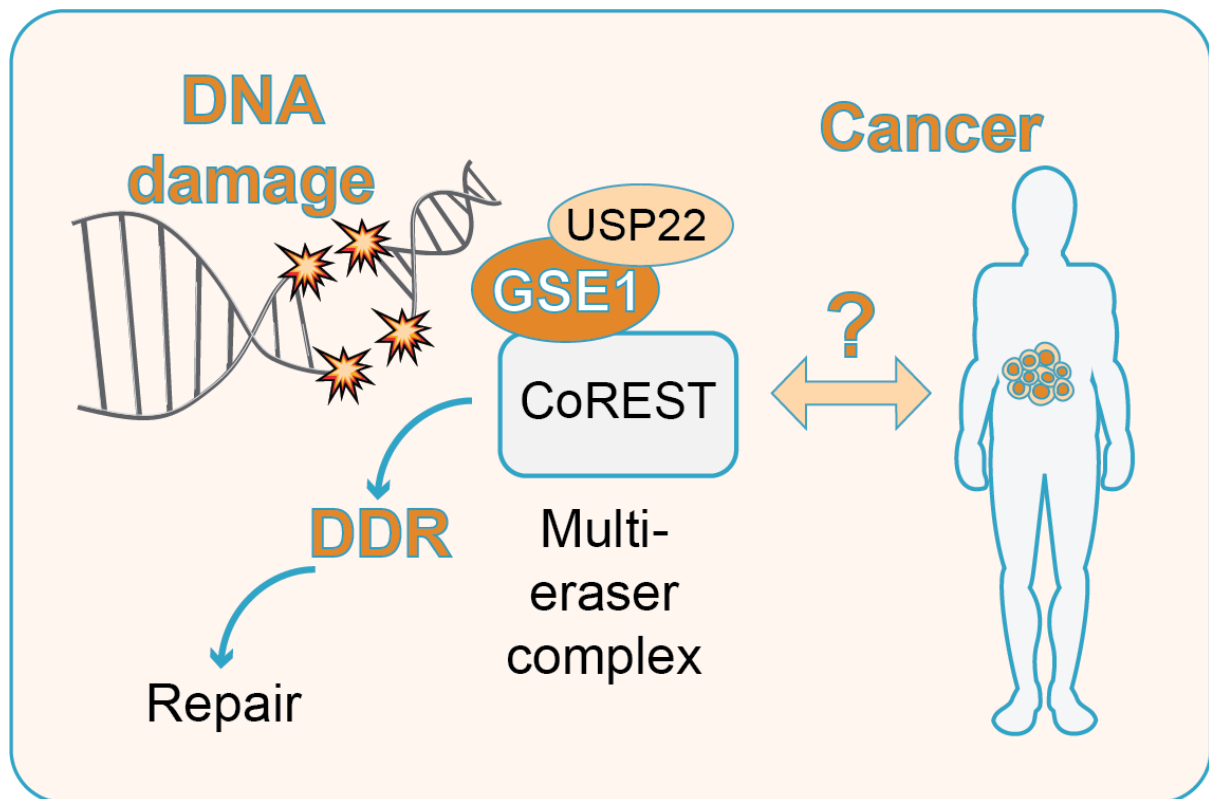 DNA
damage
Cancer
USP22
GSE1
?
CoREST
DDR
Multi-
eraser
complex
Repair